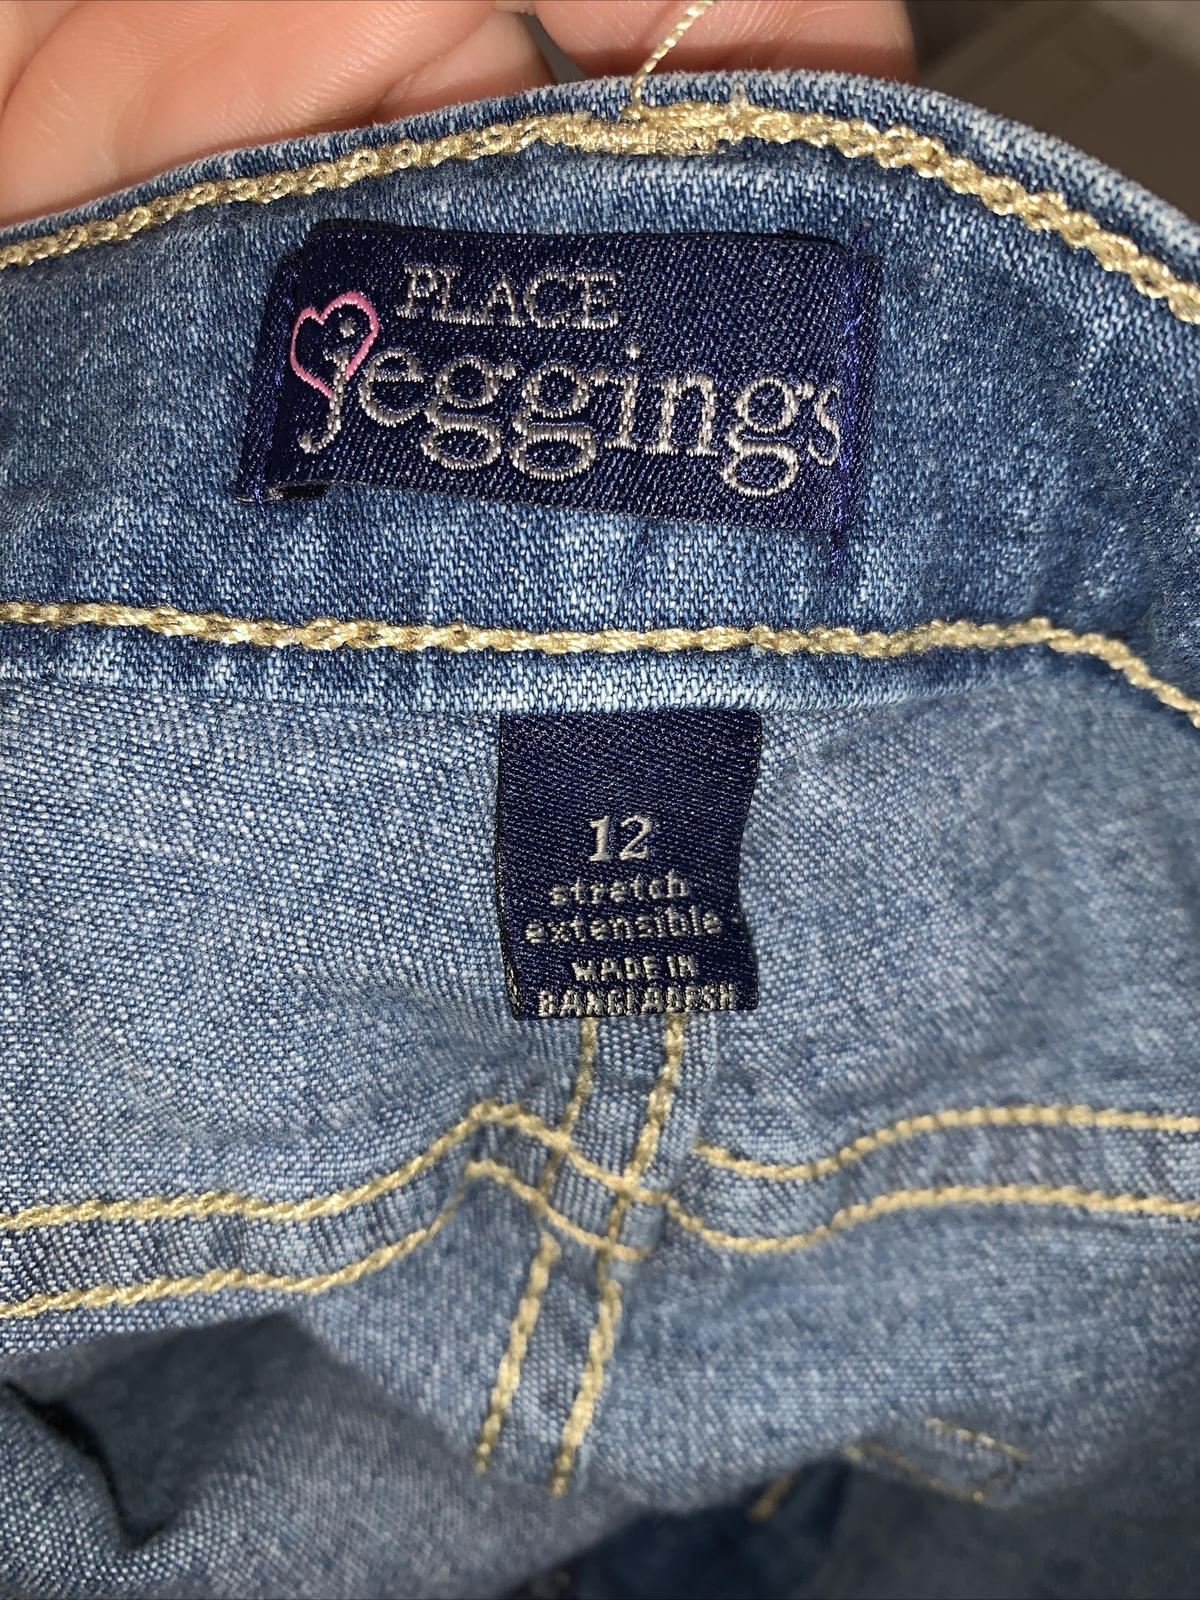 PLACE
jeggings
12
stretch
extensible
MADE IN
BANGLADESH